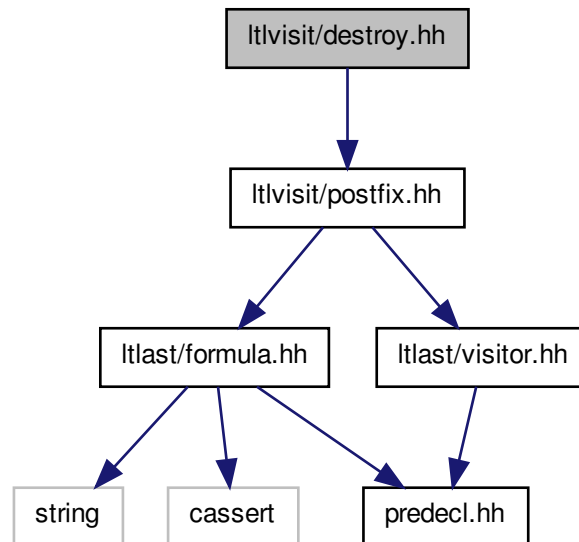 ltlvisit/destroy.hh
ltlvisit/postfix.hh
ltlast/formula.hh
ltlast/visitor.hh
string
cassert
predecl.hh